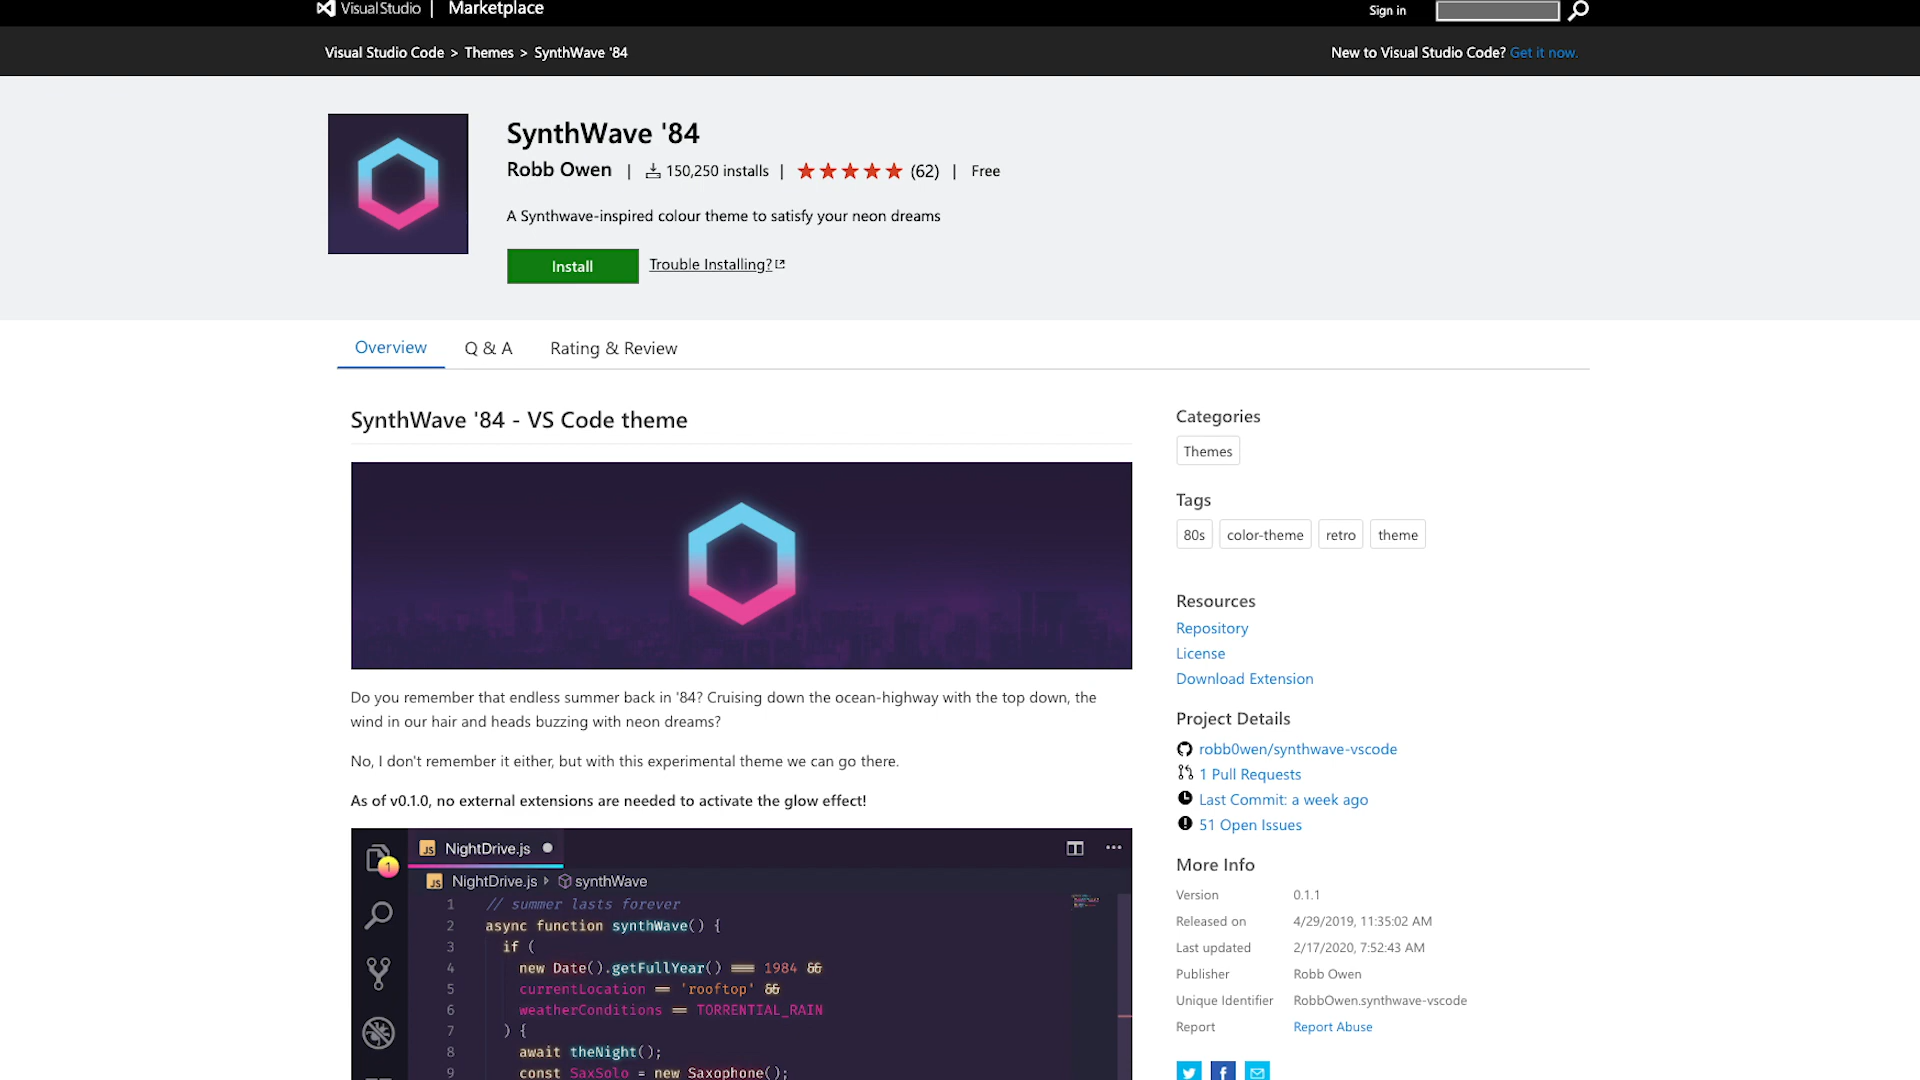 Visual Studio | Marketplace
Sign in
Visual Studio Code > Themes > SynthWave '84
New to Visual Studio Code? Get it now.
SynthWave '84
Robb Owen | 150,250 installs | (62) | Free
A Synthwave-inspired colour theme to satisfy your neon dreams
Install
Trouble Installing?
Overview
Q & A
Rating & Review
SynthWave '84 - VS Code theme
Do you remember that endless summer back in '84? Cruising down the ocean-highway with the top down, the
wind in our hair and heads buzzing with neon dreams?
No, I don't remember it either, but with this experimental theme we can go there.
As of v0.1.0, no external extensions are needed to activate the glow effect!
1
JS NightDrive.js
JS NightDrive.js synthWave
1 // summer lasts forever
2 async function synthWave() {
3 if (
4 new Date().getFullYear() === 1984 &&
5 currentLocation == 'rooftop' &&
6 weatherConditions == TORRENTIAL_RAIN
7 ) {
8 await theNight();
9 const SaxSolo = new Saxophone();
Categories
Themes
Tags
80s
color-theme
retro
theme
Resources
Repository
License
Download Extension
Project Details
robb0wen/synthwave-vscode
1 Pull Requests
Last Commit: a week ago
51 Open Issues
More Info
Version 0.1.1
Released on 4/29/2019, 11:35:02 AM
Last updated 2/17/2020, 7:52:43 AM
Publisher Robb Owen
Unique Identifier RobbOwen.synthwave-vscode
Report Report Abuse